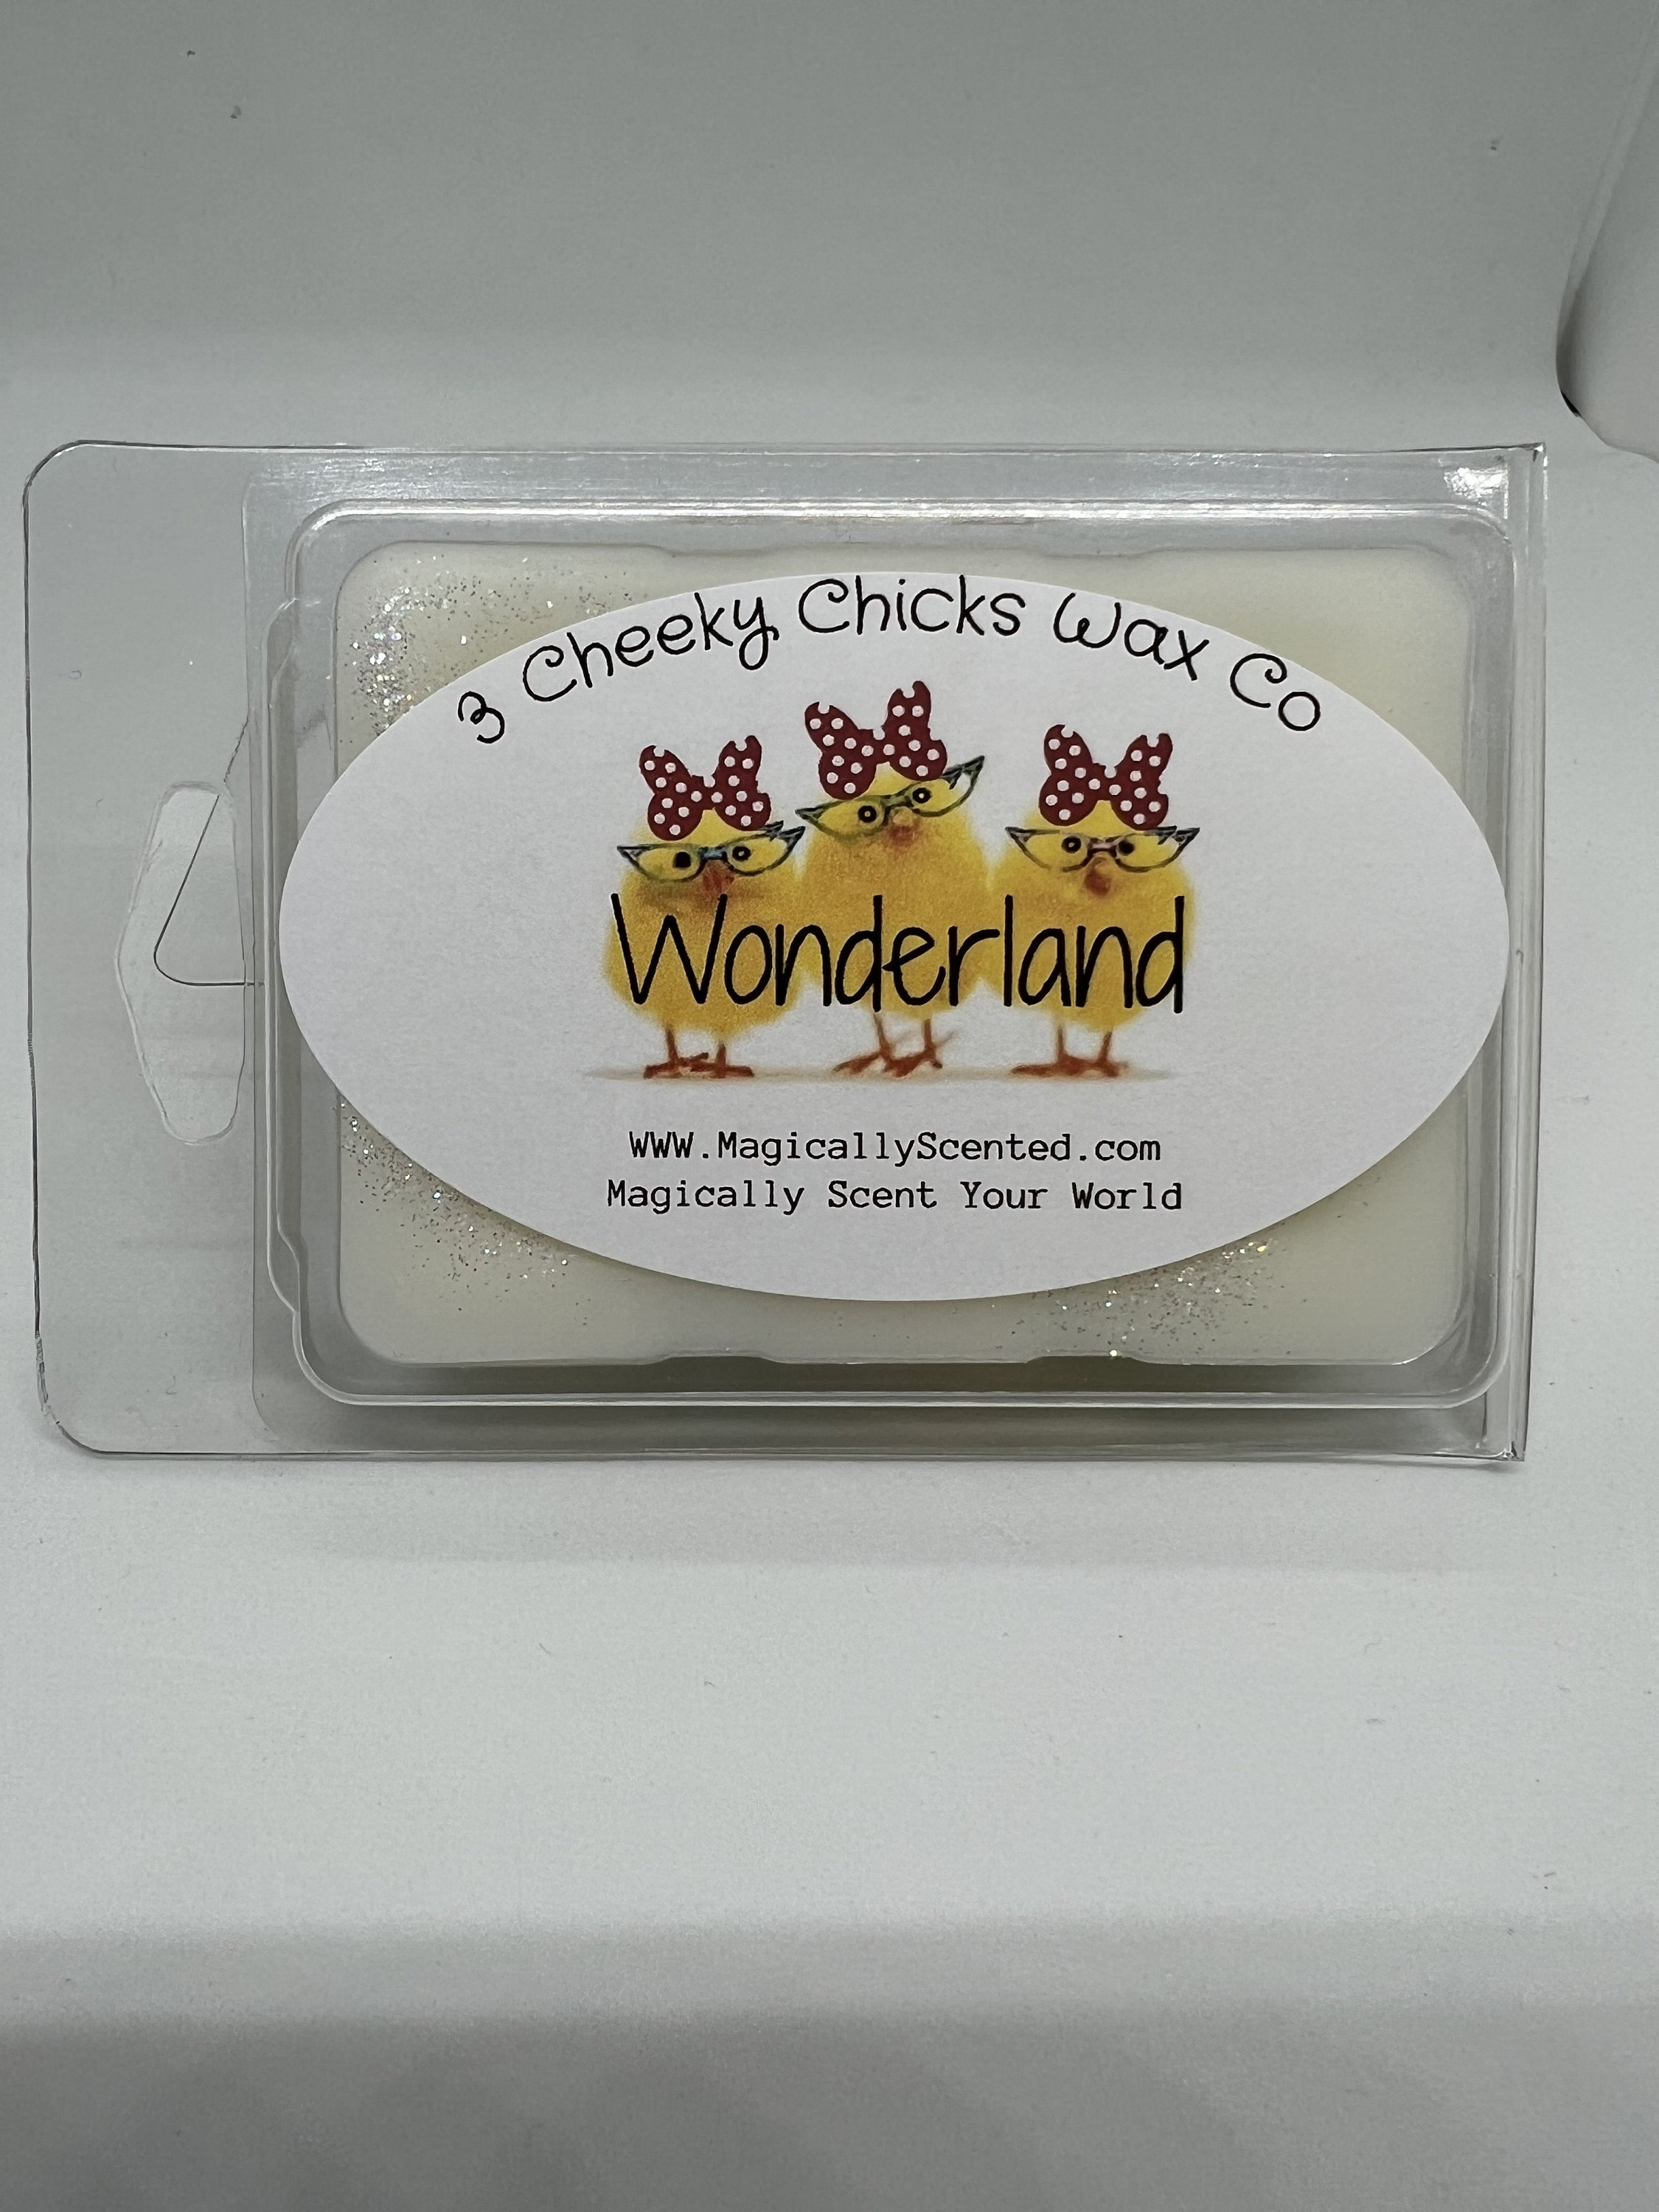 3 Cheeky Chicks Wax Co
Wonderland
WWW.MagicallyScented.com
Magically Scent Your World